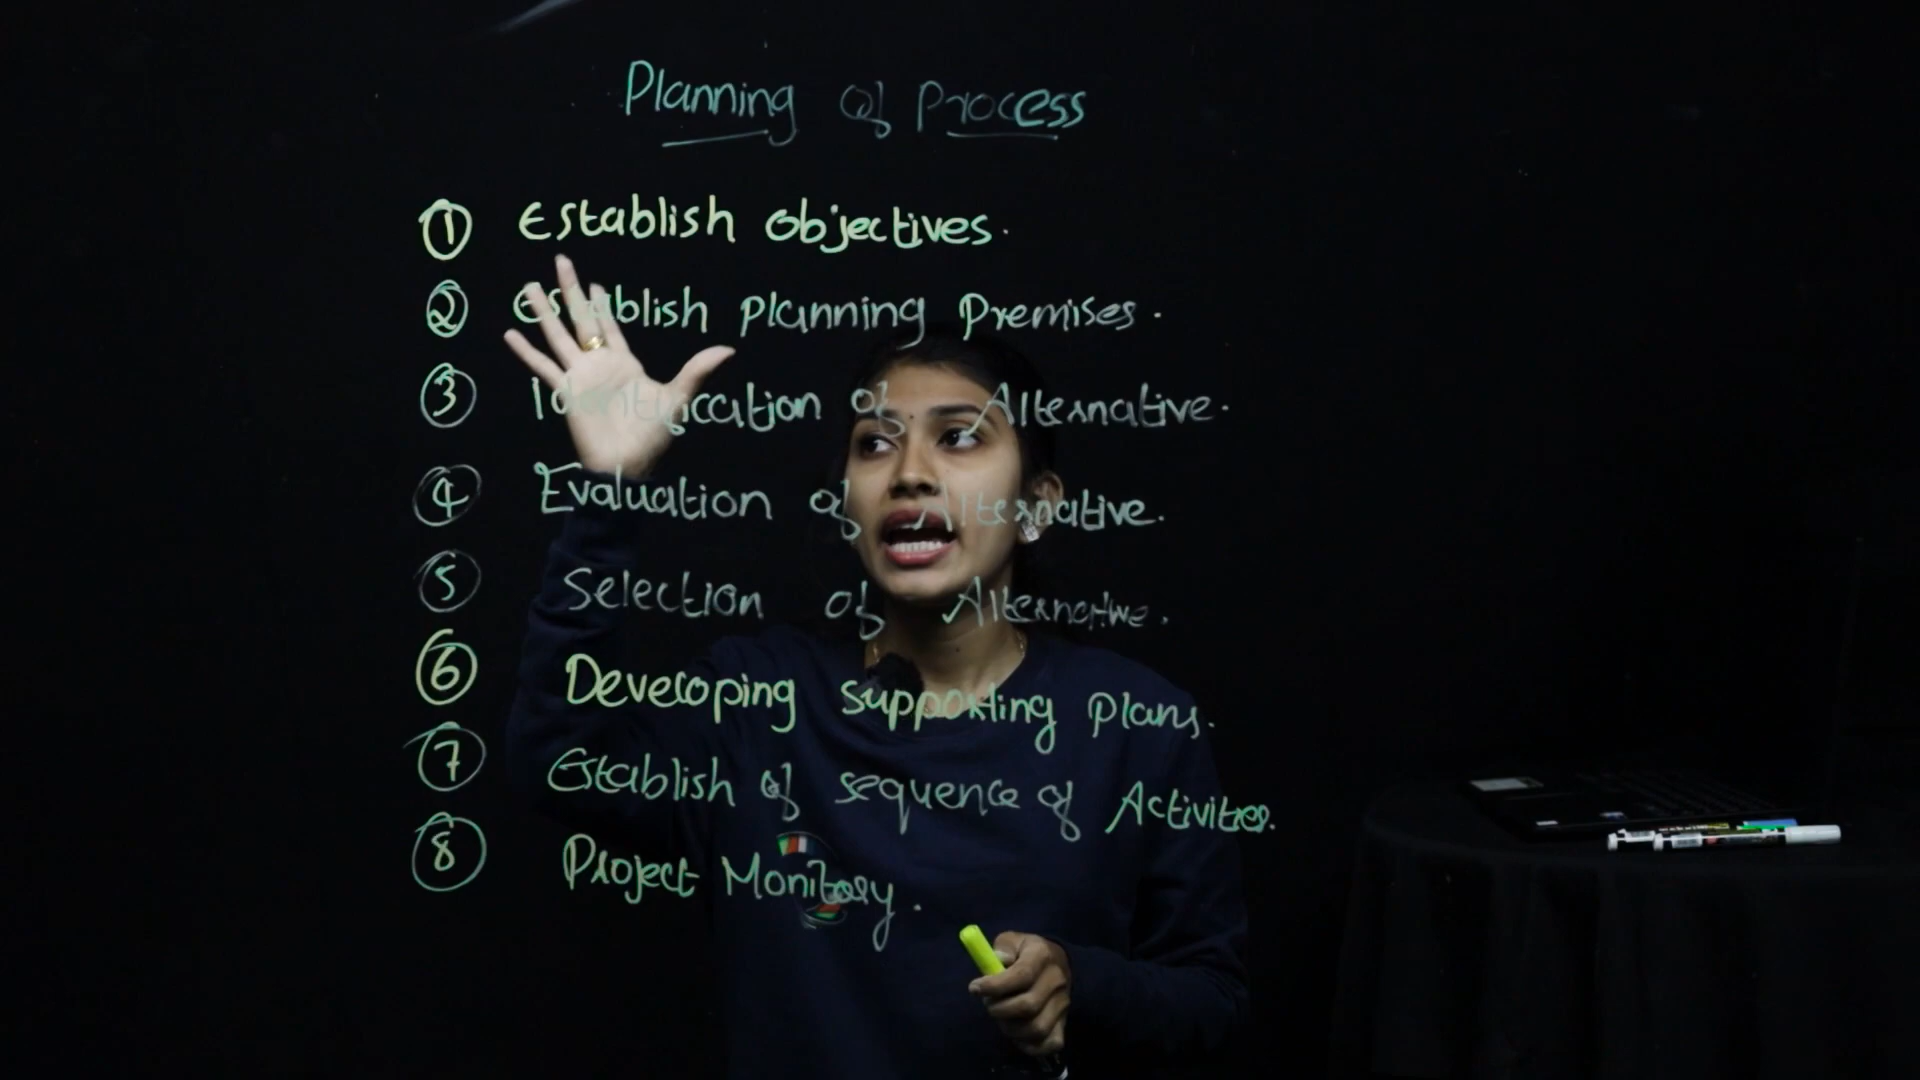 Planning of Process
① Establish objectives.
② Establish Planning Premises.
③ Identification of Alternative.
④ Evaluation of Alternative.
⑤ Selection of Alternative.
⑥ Developing supporting plans.
⑦ Establish of sequence of Activities.
⑧ Project Monitory.